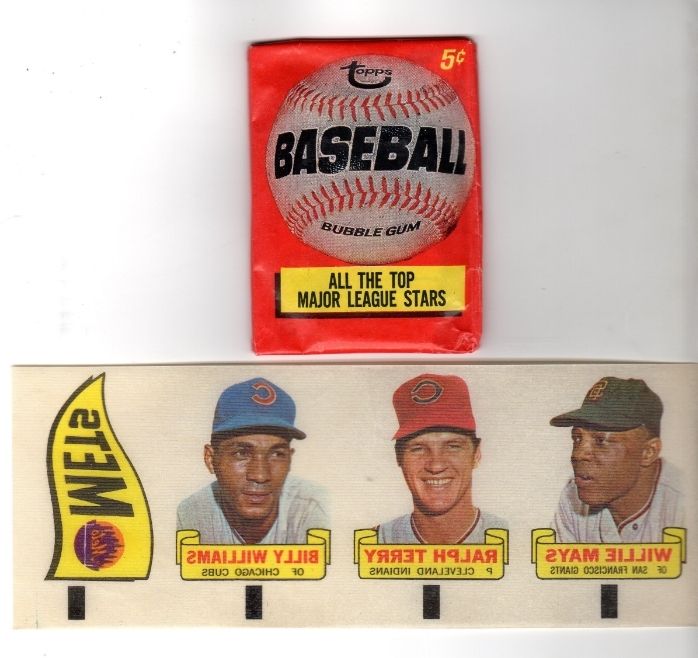 topps
5¢
BASEBALL
BUBBLE GUM
ALL THE TOP
MAJOR LEAGUE STARS
METS
Mets
BILLY WILLIAMS
OF CHICAGO CUBS
RALPH TERRY
P CLEVELAND INDIANS
WILLIE MAYS
OF SAN FRANCISCO GIANTS